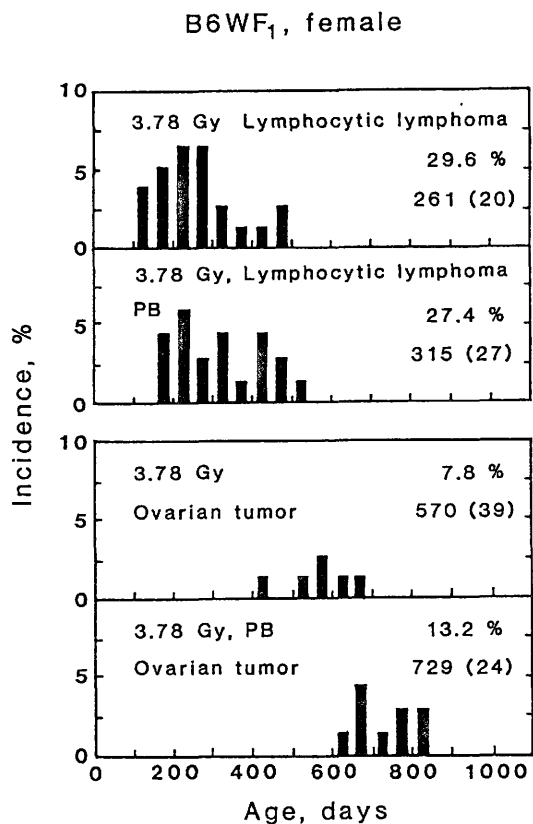 B6WF₁, female
Incidence, %
10
3.78 Gy Lymphocytic lymphoma
29.6 %
5
261 (20)
0
3.78 Gy, Lymphocytic lymphoma
PB
27.4 %
5
315 (27)
0
10
3.78 Gy
7.8 %
Ovarian tumor
570 (39)
5
0
3.78 Gy, PB
13.2 %
Ovarian tumor
729 (24)
5
0
0 200 400 600 800 1000
Age, days